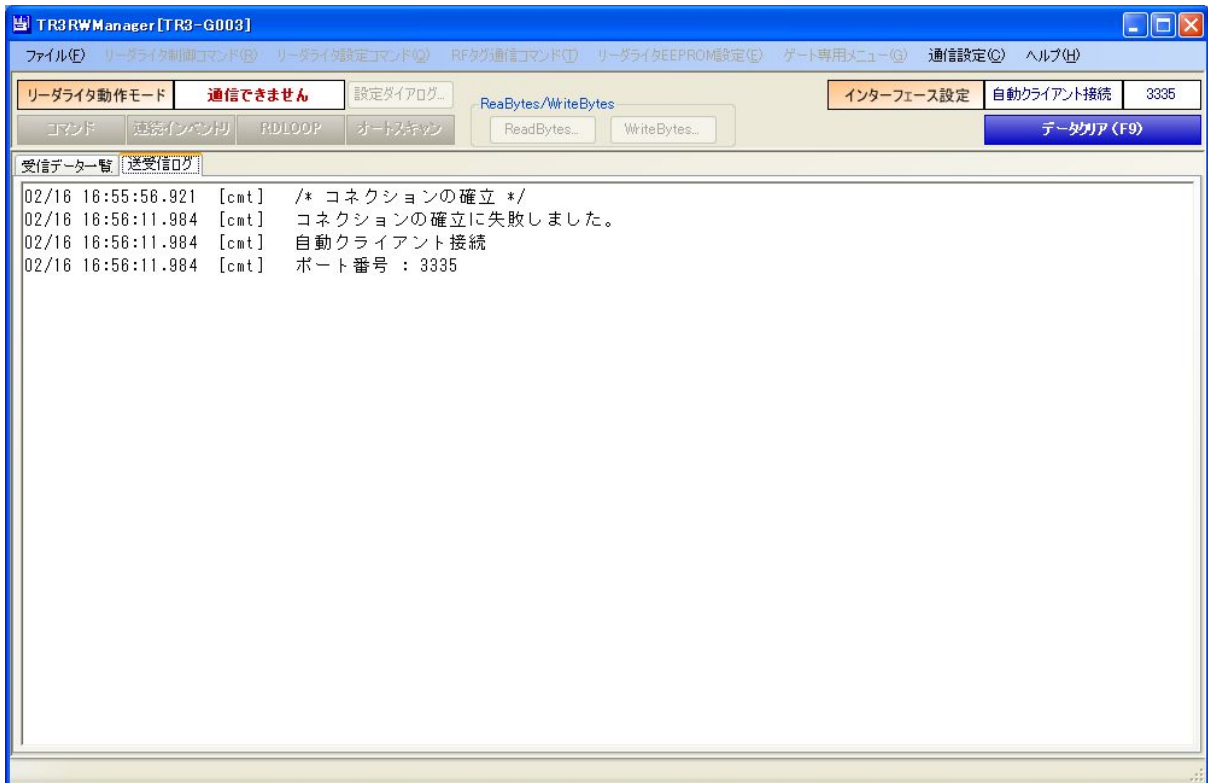 TR3RWManager[TR3-G003]
ファイル(F) リーダライタ制御コマンド(R) リーダライタ設定コマンド(Q) RFタグ通信コマンド(T) リーダライタEEPROM設定(E) ゲート専用メニュー(G) 通信設定(C) ヘルプ(H)
リーダライタ動作モード 通信できません 設定ダイアログ... ReaBytes/WriteBytes インターフェース設定 自動クライアント接続 3335
コマンド 連続インベントリ RDLOOP オートスキャン ReadBytes... WriteBytes... データクリア (F9)
受信データ一覧 送受信ログ
02/16 16:55:56.921 [cmt] /* コネクションの確立 */
02/16 16:56:11.984 [cmt] コネクションの確立に失敗しました。
02/16 16:56:11.984 [cmt] 自動クライアント接続
02/16 16:56:11.984 [cmt] ポート番号 : 3335